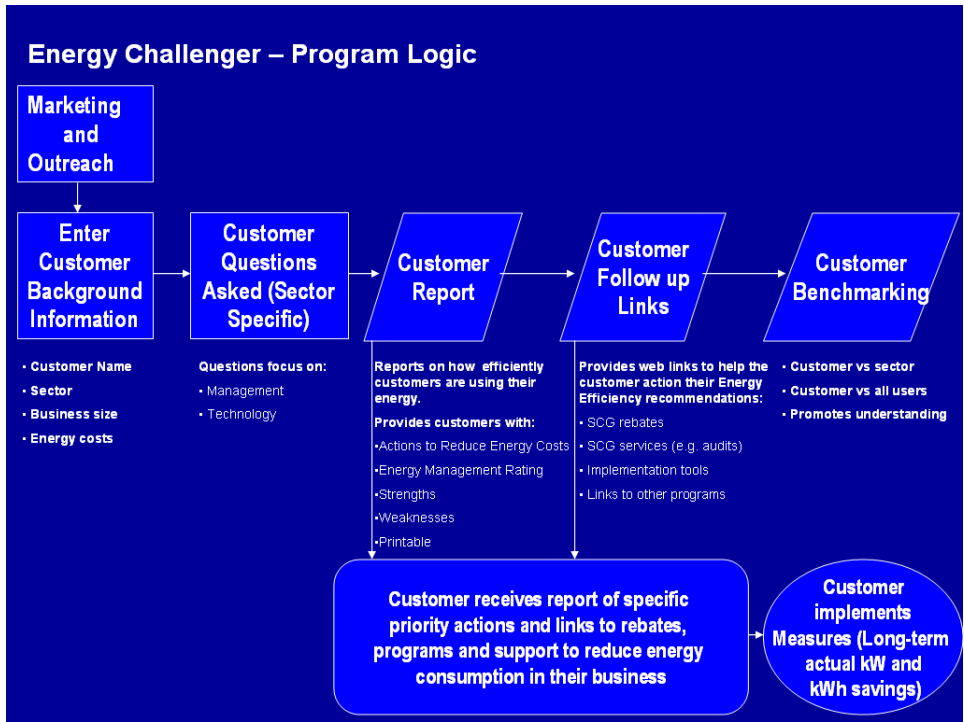 Energy Challenger – Program Logic
Marketing
and
Outreach
Enter
Customer
Background
Information
Customer
Questions
Asked (Sector
Specific)
Customer
Report
Customer
Follow up
Links
Customer
Benchmarking
▪ Customer Name
▪ Sector
▪ Business size
▪ Energy costs
Questions focus on:
▪ Management
▪ Technology
Reports on how efficiently
customers are using their
energy.
Provides customers with:
▪Actions to Reduce Energy Costs
▪Energy Management Rating
▪Strengths
▪Weaknesses
▪Printable
Provides web links to help the
customer action their Energy
Efficiency recommendations:
▪ SCG rebates
▪ SCG services (e.g. audits)
▪ Implementation tools
▪ Links to other programs
▪ Customer vs sector
▪ Customer vs all users
▪ Promotes understanding
Customer receives report of specific
priority actions and links to rebates,
programs and support to reduce energy
consumption in their business
Customer
implements
Measures (Long-term
actual kW and
kWh savings)